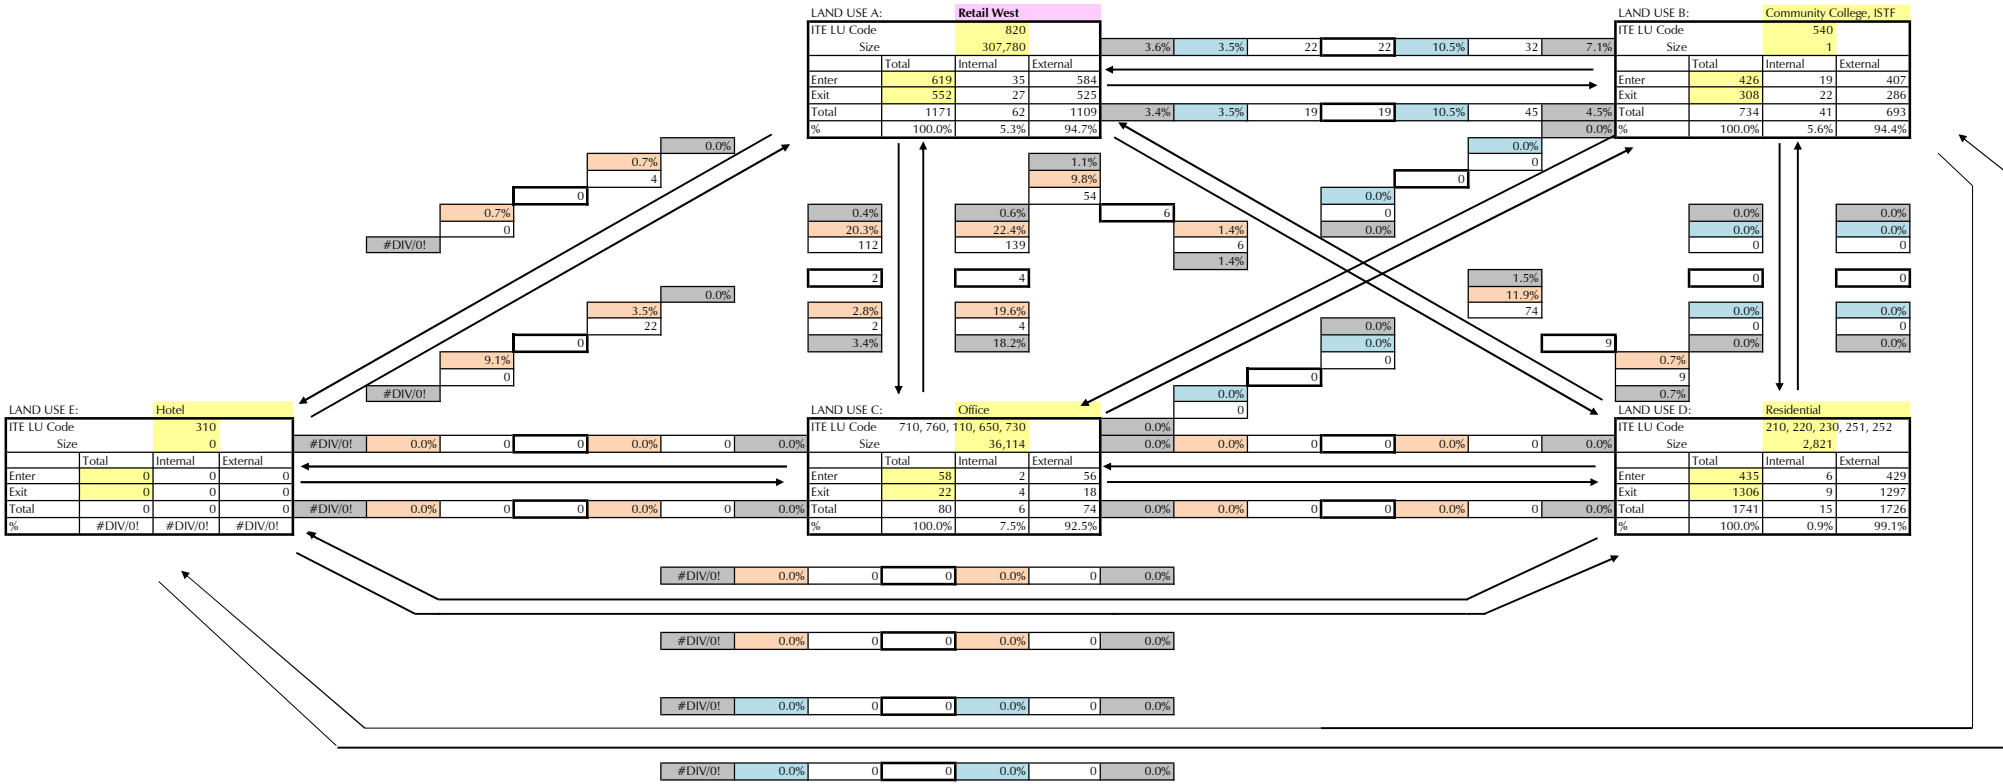 LAND USE A: Retail West LAND USE B: Community College, ISTF
ITE LU Code 820 ITE LU Code 540
Size 307,780 3.6% 3.5% 22 22 10.5% 32 7.1% Size 1
Total Internal External Total Internal External
Enter 619 35 584 Enter 426 19 407
Exit 552 27 525 Exit 308 22 286
Total 1171 62 1109 3.4% 3.5% 19 19 10.5% 45 4.5% Total 734 41 693
% 100.0% 5.3% 94.7% 0.0% % 100.0% 5.6% 94.4%
0.0% 0.0%
0.7% 1.1% 0
4 9.8% 0
0 54 0.0%
0.7% 0.4% 0.6% 6 0 0.0% 0.0%
0 20.3% 22.4% 1.4% 0.0% 0.0% 0.0%
#DIV/0! 112 139 6 0 0
1.4%
2 4 1.5% 0 0
0.0% 11.9%
3.5% 2.8% 19.6% 74 0.0% 0.0%
22 2 4 0.0% 0 0
0 3.4% 18.2% 0.0% 9 0.0% 0.0%
9.1% 0 0.7%
0 0 9
#DIV/0! 0.0% 0.7%
LAND USE E: Hotel LAND USE C: Office 0 LAND USE D: Residential
ITE LU Code 310 ITE LU Code 710, 760, 110, 650, 730 0.0% ITE LU Code 210, 220, 230, 251, 252
Size 0 #DIV/0! 0.0% 0 0 0.0% 0 0.0% Size 36,114 0.0% 0.0% 0 0 0.0% 0 0.0% Size 2,821
Total Internal External Total Internal External Total Internal External
Enter 0 0 0 Enter 58 2 56 Enter 435 6 429
Exit 0 0 0 Exit 22 4 18 Exit 1306 9 1297
Total 0 0 0 #DIV/0! 0.0% 0 0 0.0% 0 0.0% Total 80 6 74 0.0% 0.0% 0 0 0.0% 0 0.0% Total 1741 15 1726
% #DIV/0! #DIV/0! #DIV/0! % 100.0% 7.5% 92.5% % 100.0% 0.9% 99.1%
#DIV/0! 0.0% 0 0 0.0% 0 0.0%
#DIV/0! 0.0% 0 0 0.0% 0 0.0%
#DIV/0! 0.0% 0 0 0.0% 0 0.0%
#DIV/0! 0.0% 0 0 0.0% 0 0.0%